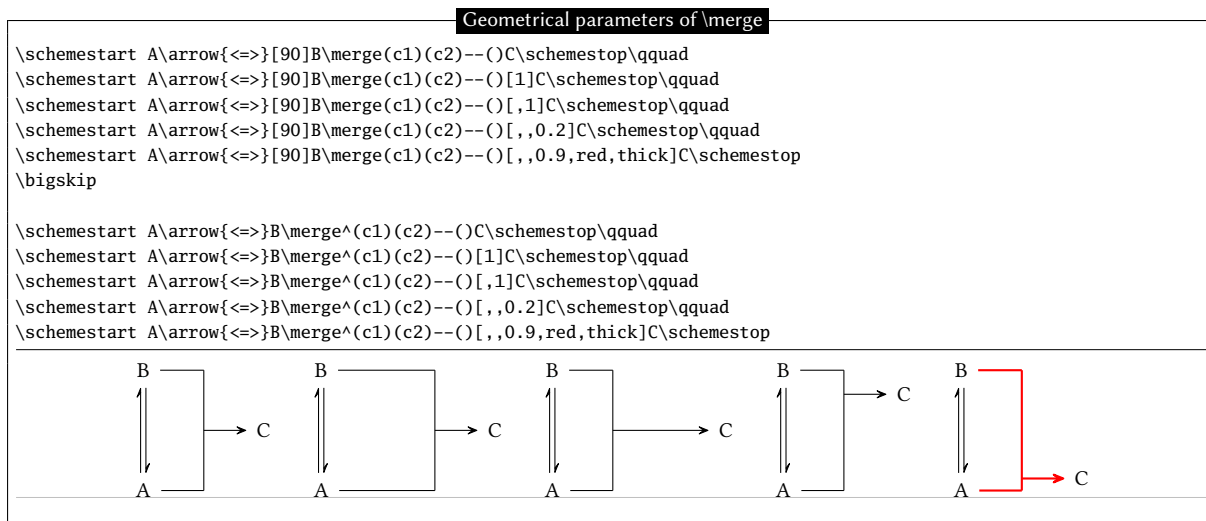 Geometrical parameters of \merge
\schemestart A\arrow{<=>}[90]B\merge(c1)(c2)--()C\schemestop\qquad
\schemestart A\arrow{<=>}[90]B\merge(c1)(c2)--()[1]C\schemestop\qquad
\schemestart A\arrow{<=>}[90]B\merge(c1)(c2)--()[,1]C\schemestop\qquad
\schemestart A\arrow{<=>}[90]B\merge(c1)(c2)--()[,,0.2]C\schemestop\qquad
\schemestart A\arrow{<=>}[90]B\merge(c1)(c2)--()[,,0.9,red,thick]C\schemestop
\bigskip
\schemestart A\arrow{<=>}B\merge^(c1)(c2)--()C\schemestop\qquad
\schemestart A\arrow{<=>}B\merge^(c1)(c2)--()[1]C\schemestop\qquad
\schemestart A\arrow{<=>}B\merge^(c1)(c2)--()[,1]C\schemestop\qquad
\schemestart A\arrow{<=>}B\merge^(c1)(c2)--()[,,0.2]C\schemestop\qquad
\schemestart A\arrow{<=>}B\merge^(c1)(c2)--()[,,0.9,red,thick]C\schemestop
B B B B B
C
C C C
C
A A A A A